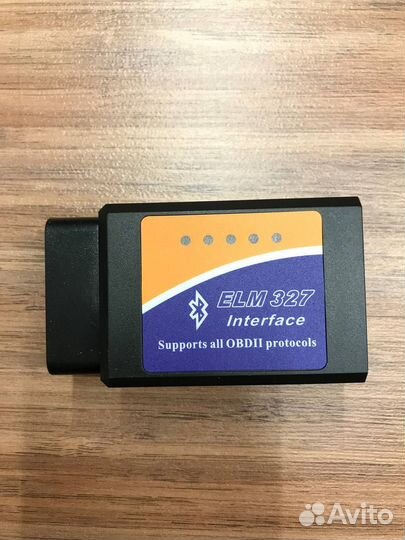 ELM 327
Interface
Supports all OBDII protocols
Avito